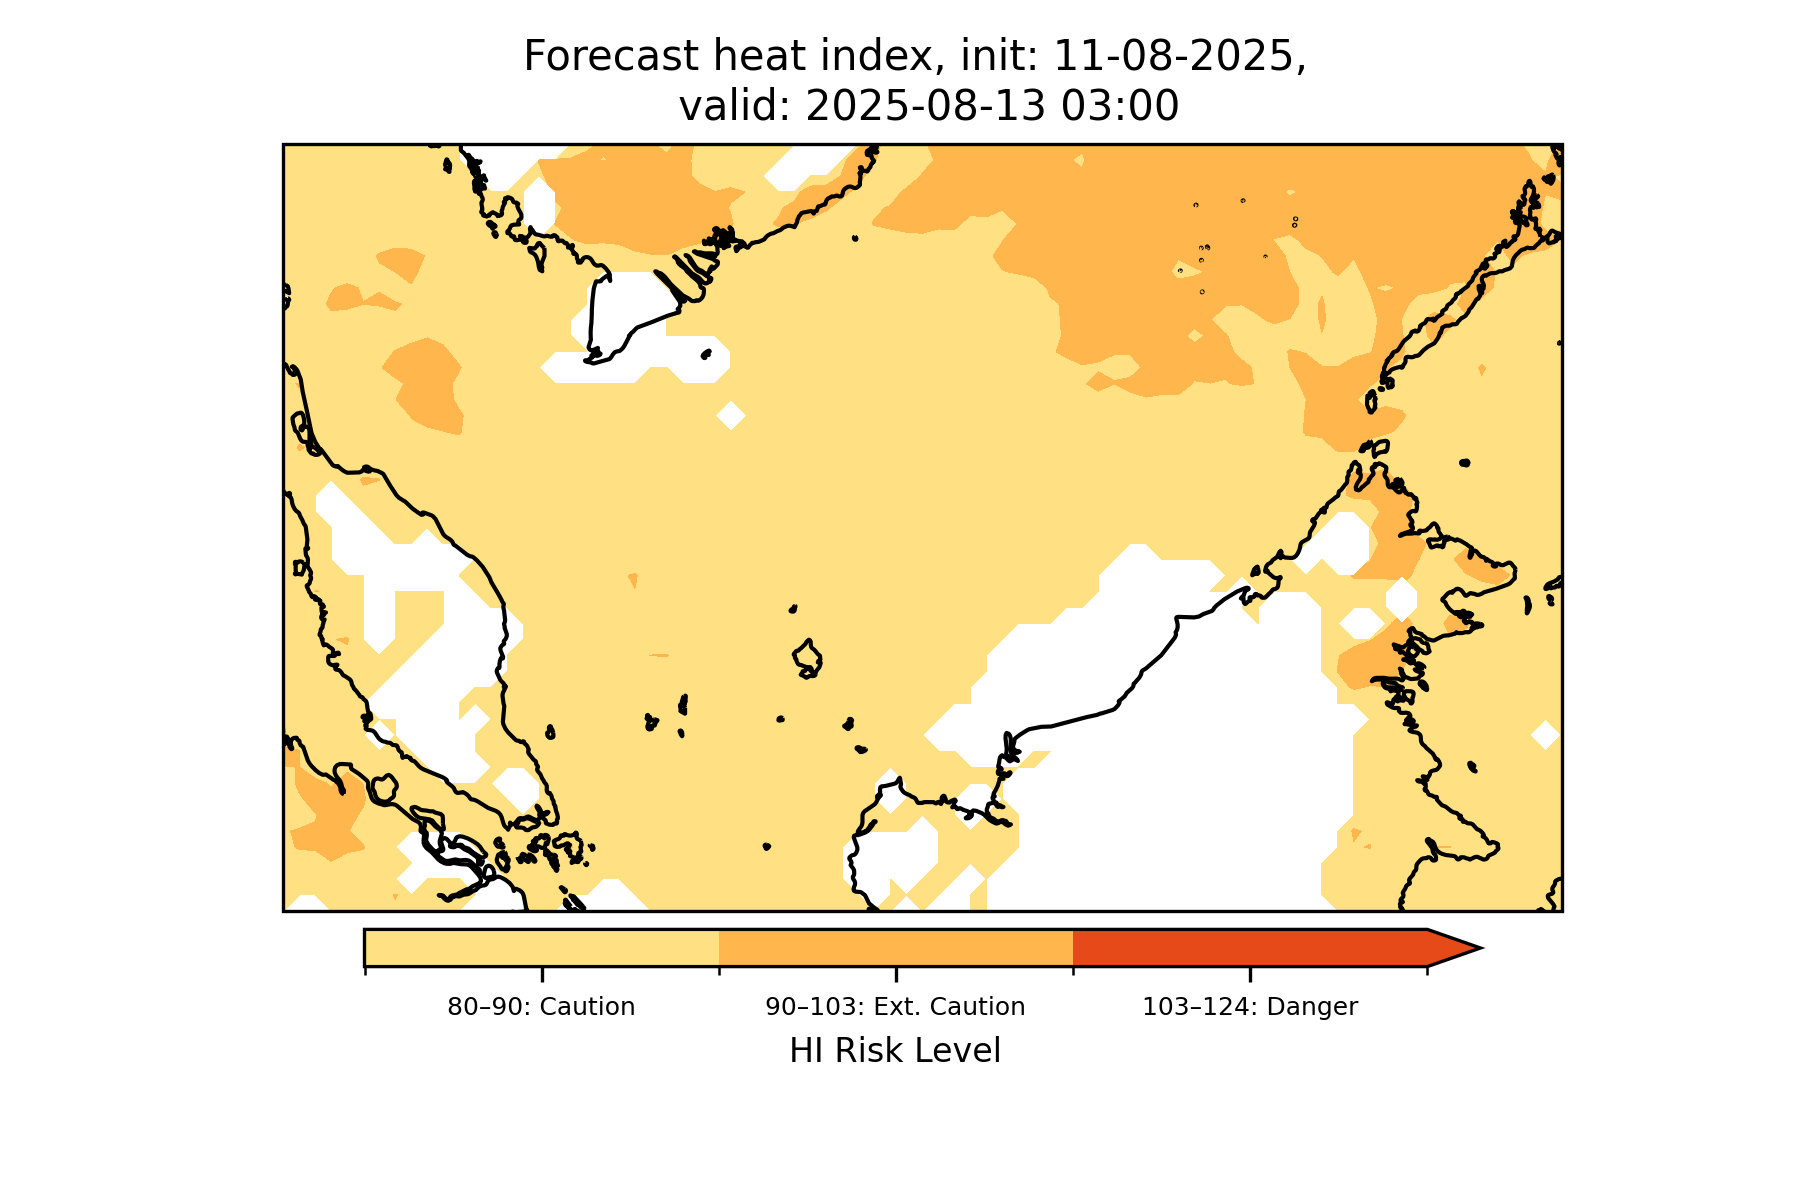 Forecast heat index, init: 11-08-2025,
valid: 2025-08-13 03:00
80–90: Caution
90–103: Ext. Caution
103–124: Danger
HI Risk Level